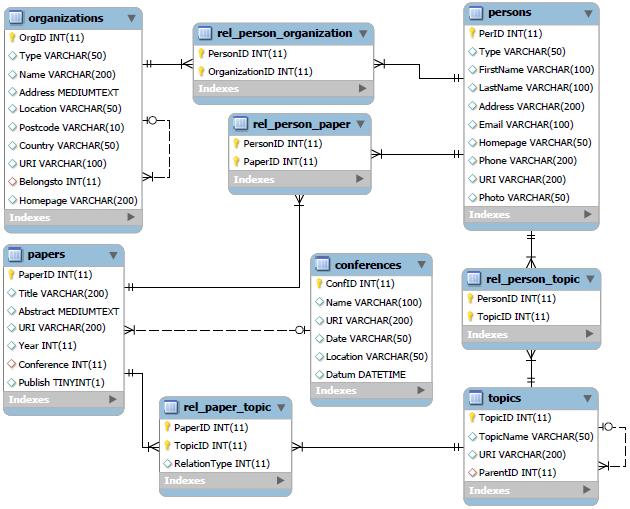 organizations
OrgID INT(11)
Type VARCHAR(50)
Name VARCHAR(200)
Address MEDIUMTEXT
Location VARCHAR(50)
Postcode VARCHAR(10)
Country VARCHAR(50)
URI VARCHAR(100)
Belongsto INT(11)
Homepage VARCHAR(200)
Indexes
rel_person_organization
PersonID INT(11)
OrganizationID INT(11)
Indexes
persons
PerID INT(11)
Type VARCHAR(50)
FirstName VARCHAR(100)
LastName VARCHAR(100)
Address VARCHAR(200)
Email VARCHAR(100)
Homepage VARCHAR(50)
Phone VARCHAR(200)
URI VARCHAR(200)
Photo VARCHAR(50)
Indexes
rel_person_paper
PersonID INT(11)
PaperID INT(11)
Indexes
papers
PaperID INT(11)
Title VARCHAR(200)
Abstract MEDIUMTEXT
URI VARCHAR(200)
Year INT(11)
Conference INT(11)
Publish TINYINT(1)
Indexes
conferences
ConfID INT(11)
Name VARCHAR(100)
URI VARCHAR(200)
Date VARCHAR(50)
Location VARCHAR(50)
Datum DATETIME
Indexes
rel_person_topic
PersonID INT(11)
TopicID INT(11)
Indexes
rel_paper_topic
PaperID INT(11)
TopicID INT(11)
RelationType INT(11)
Indexes
topics
TopicID INT(11)
TopicName VARCHAR(50)
URI VARCHAR(200)
ParentID INT(11)
Indexes